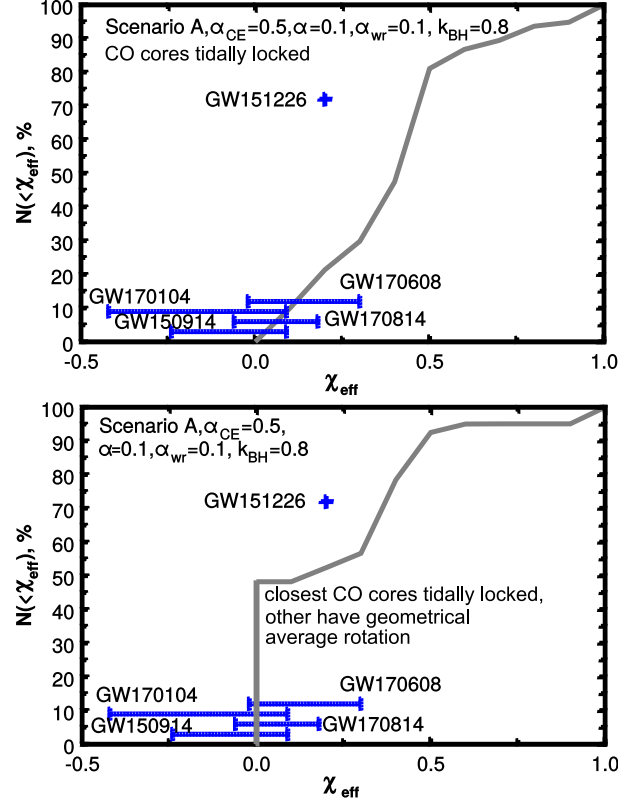 100
90
80
70
60
50
40
30
20
10
0
N(<χeff), %
Scenario A,αCE=0.5,α=0.1,αwr=0.1, kBH=0.8
CO cores tidally locked
GW151226
GW170608
GW170104
GW150914
GW170814
-0.5
0.0
0.5
1.0
χeff
100
90
80
70
60
50
40
30
20
10
0
N(<χeff), %
Scenario A,αCE=0.5,
α=0.1,αwr=0.1, kBH=0.8
GW151226
closest CO cores tidally locked,
other have geometrical
average rotation
GW170608
GW170104
GW150914
GW170814
-0.5
0.0
0.5
1.0
χeff